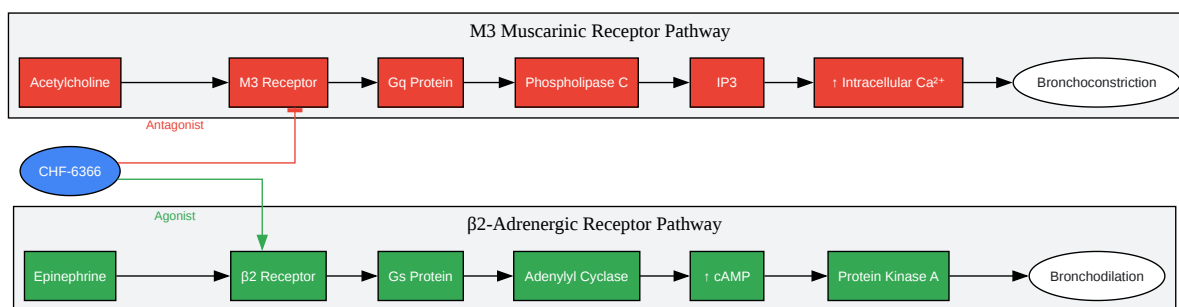 M3 Muscarinic Receptor Pathway
Acetylcholine
M3 Receptor
Gq Protein
Phospholipase C
IP3
↑ Intracellular Ca²⁺
Bronchoconstriction
Antagonist
CHF-6366
Agonist
β2-Adrenergic Receptor Pathway
Epinephrine
β2 Receptor
Gs Protein
Adenylyl Cyclase
↑ cAMP
Protein Kinase A
Bronchodilation